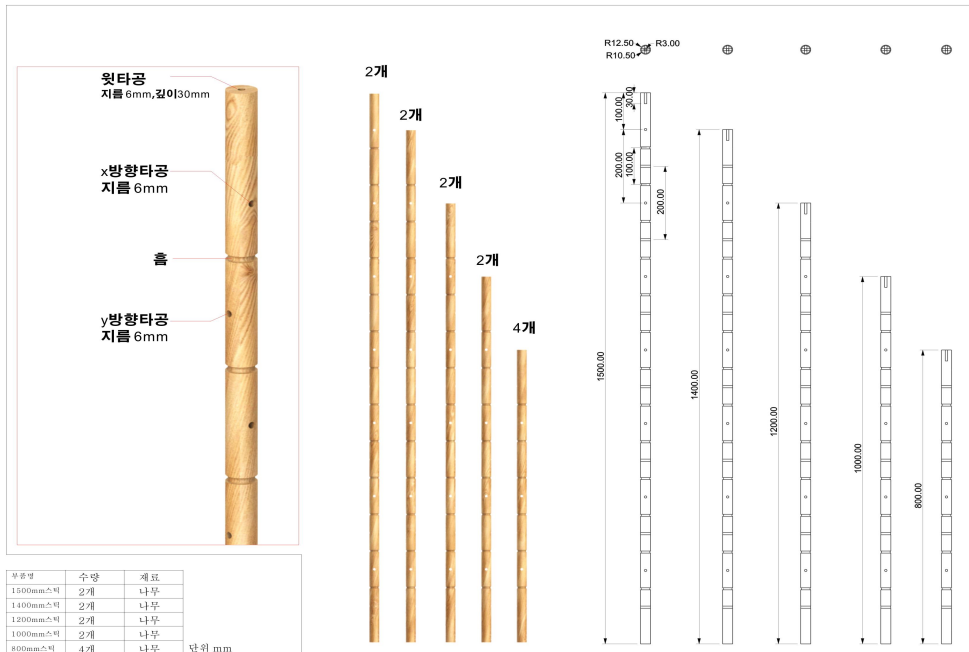 윗타공
지름 6mm,깊이30mm
x방향타공
지름 6mm
홈
y방향타공
지름 6mm
2개
2개
2개
2개
4개
R12.50
R3.00
R10.50
30.00
100.00
200.00
100.00
200.00
1500.00
1400.00
1200.00
1000.00
800.00
부품명 수량 재료
1500mm스틱 2개 나무
1400mm스틱 2개 나무
1200mm스틱 2개 나무
1000mm스틱 2개 나무
800mm스틱 4개 나무 단위 mm